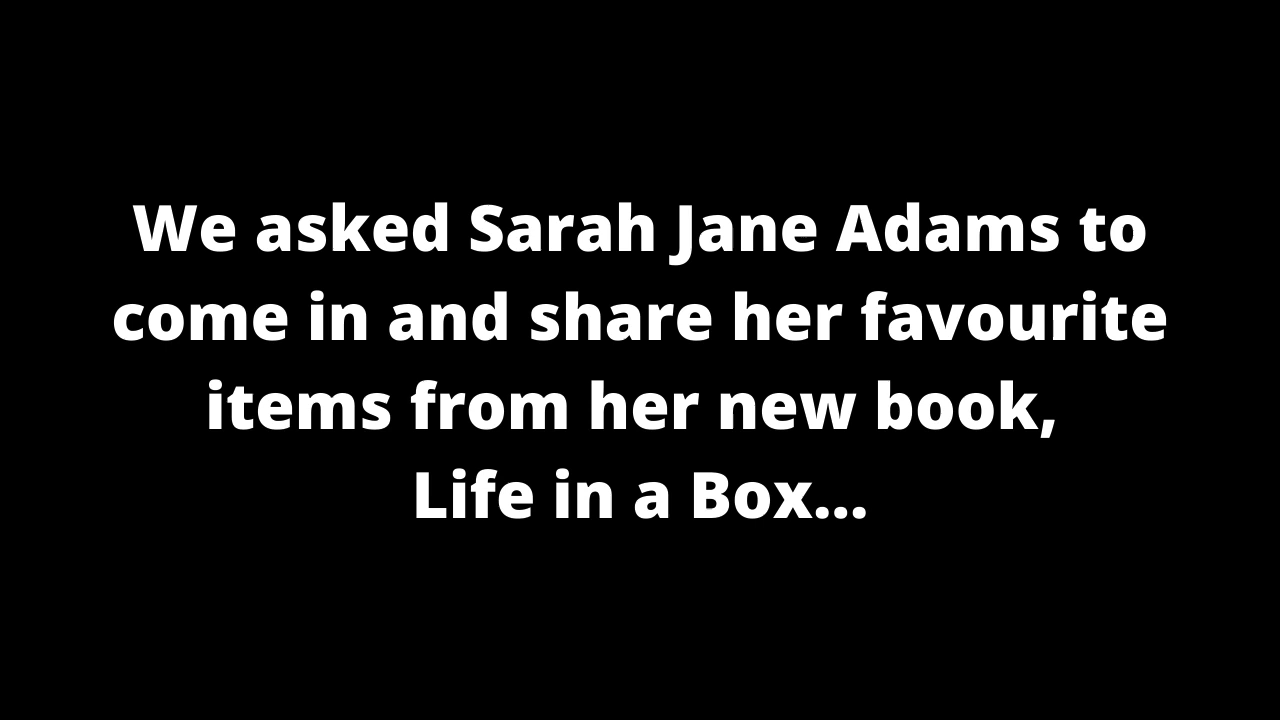 We asked Sarah Jane Adams to
come in and share her favourite
items from her new book,
Life in a Box...